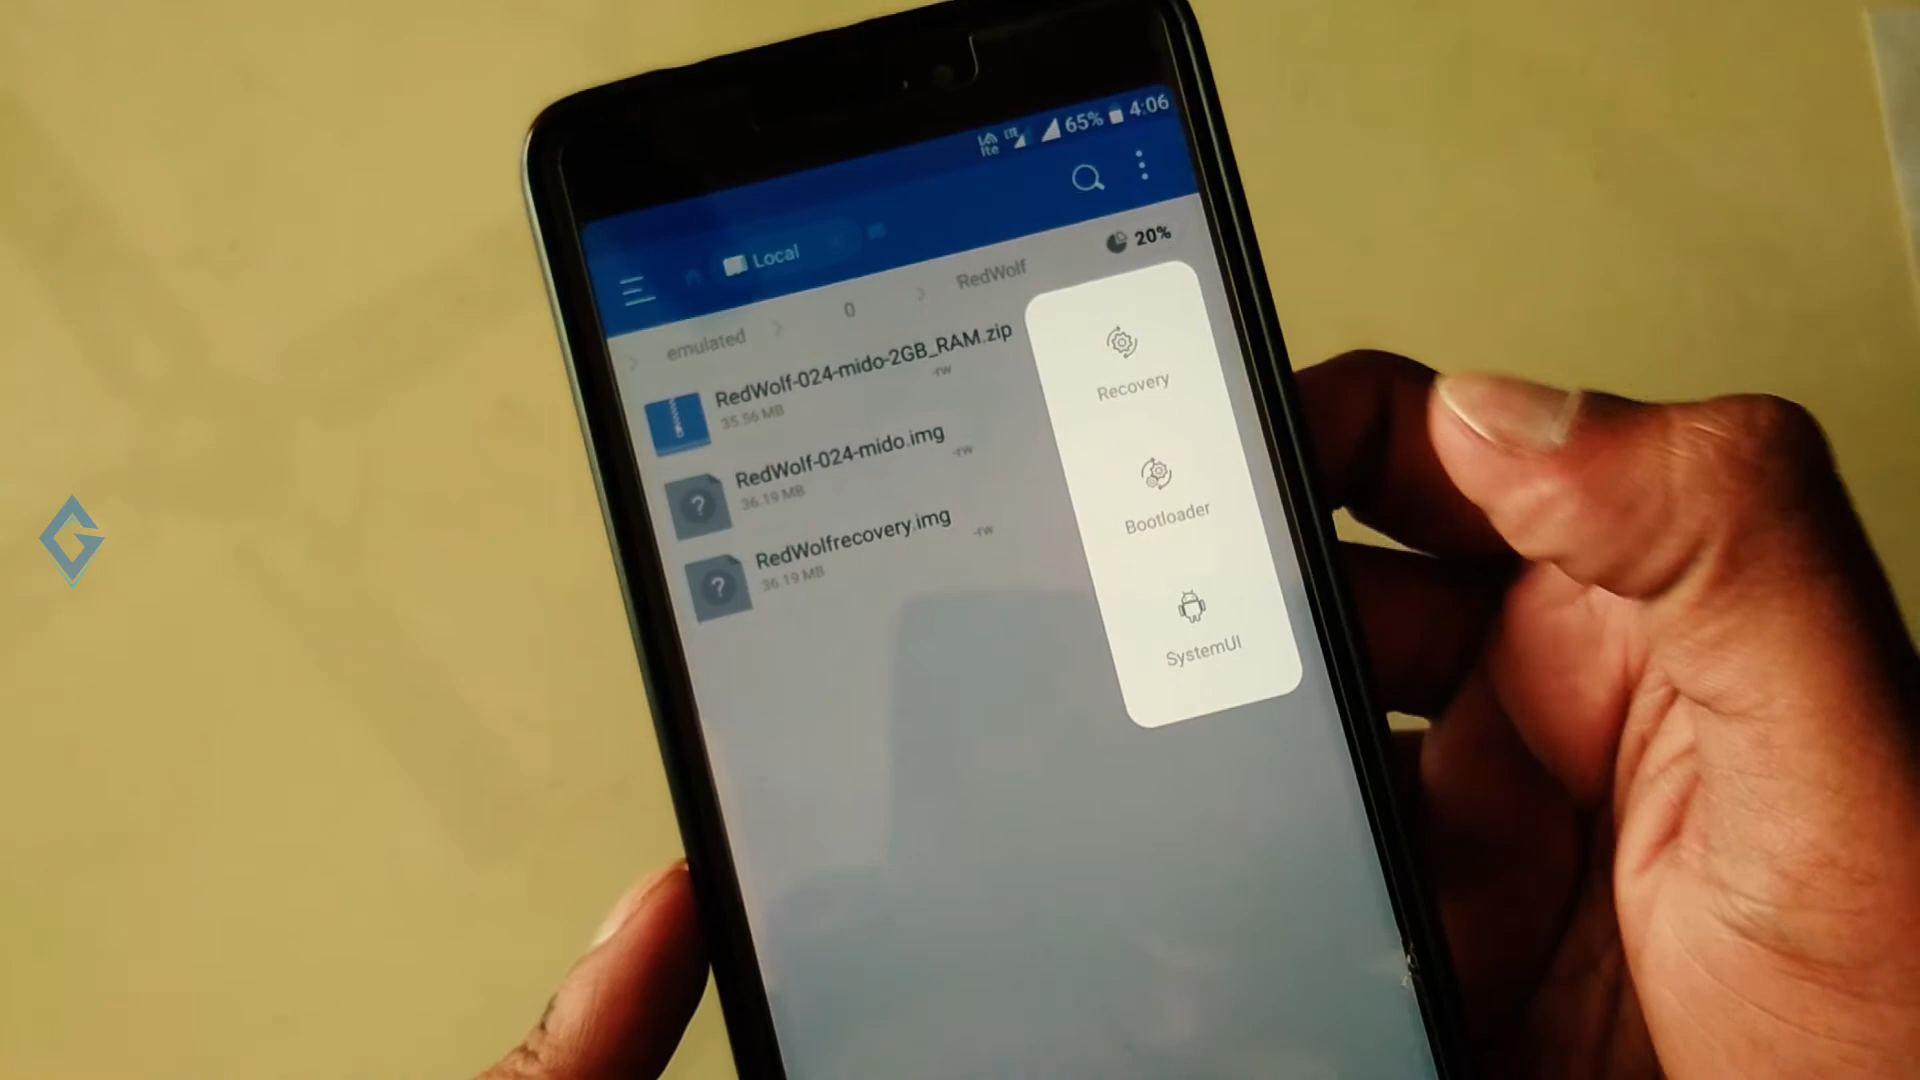 LTE 65% 4:06
Local
20%
emulated > 0 > RedWolf
RedWolf-024-mido-2GB_RAM.zip
35.56 MB -rw
RedWolf-024-mido.img
36.19 MB -rw
RedWolfrecovery.img
36.19 MB -rw
Recovery
Bootloader
SystemUI